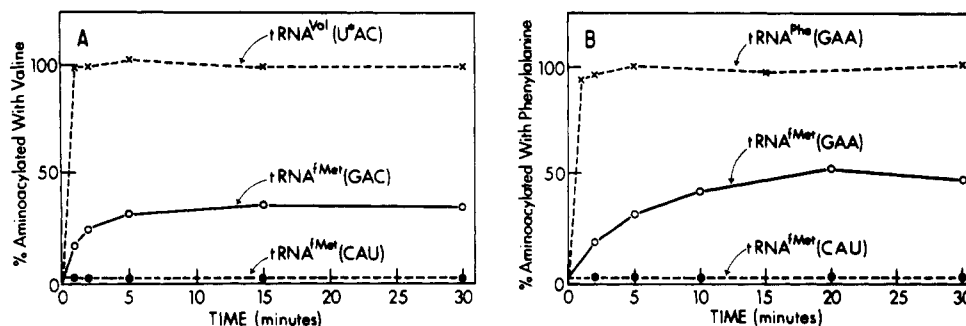 A
% Aminoacylated With Valine
100
50
0
tRNA^Val (U*AC)
tRNA^fMet (GAC)
tRNA^fMet (CAU)
0 5 10 15 20 25 30
TIME (minutes)
B
% Aminoacylated With Phenylalanine
100
50
0
tRNA^Phe (GAA)
tRNA^fMet (GAA)
tRNA^fMet (CAU)
0 5 10 15 20 25 30
TIME (minutes)